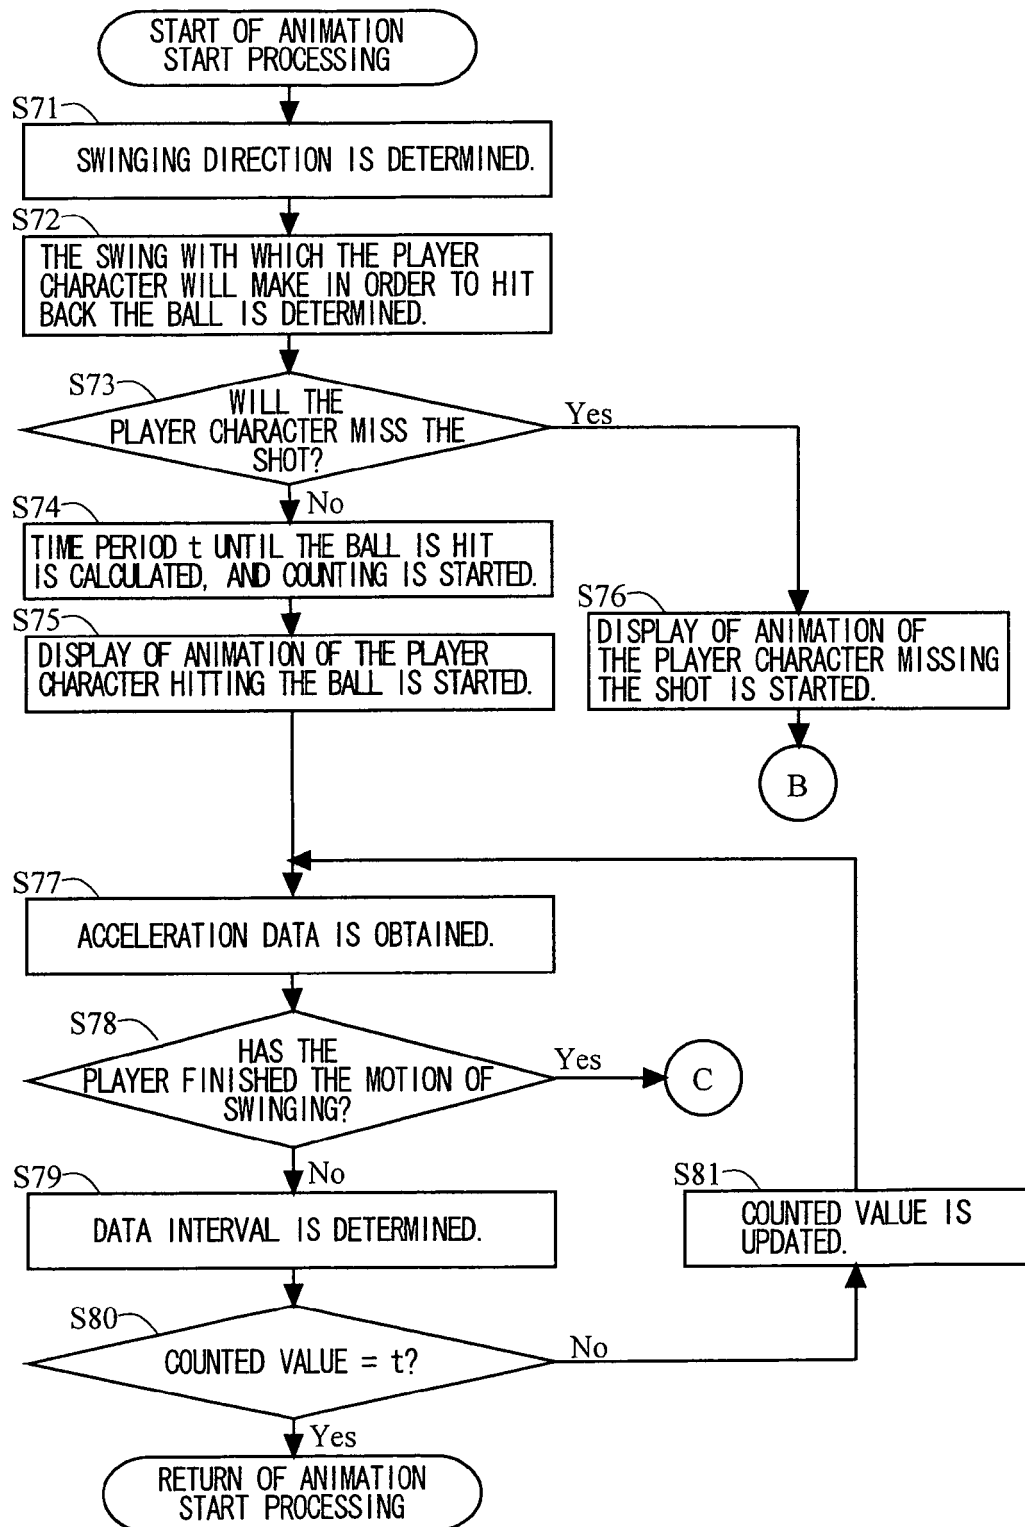 START OF ANIMATION
START PROCESSING
S71
SWINGING DIRECTION IS DETERMINED.
S72
THE SWING WITH WHICH THE PLAYER
CHARACTER WILL MAKE IN ORDER TO HIT
BACK THE BALL IS DETERMINED.
S73
WILL THE
PLAYER CHARACTER MISS THE
SHOT?
Yes
No
S74
TIME PERIOD t UNTIL THE BALL IS HIT
IS CALCULATED, AND COUNTING IS STARTED.
S75
DISPLAY OF ANIMATION OF THE PLAYER
CHARACTER HITTING THE BALL IS STARTED.
S76
DISPLAY OF ANIMATION OF
THE PLAYER CHARACTER MISSING
THE SHOT IS STARTED.
B
S77
ACCELERATION DATA IS OBTAINED.
S78
HAS THE
PLAYER FINISHED THE MOTION OF
SWINGING?
Yes
C
No
S79
DATA INTERVAL IS DETERMINED.
S81
COUNTED VALUE IS
UPDATED.
S80
COUNTED VALUE = t?
No
Yes
RETURN OF ANIMATION
START PROCESSING